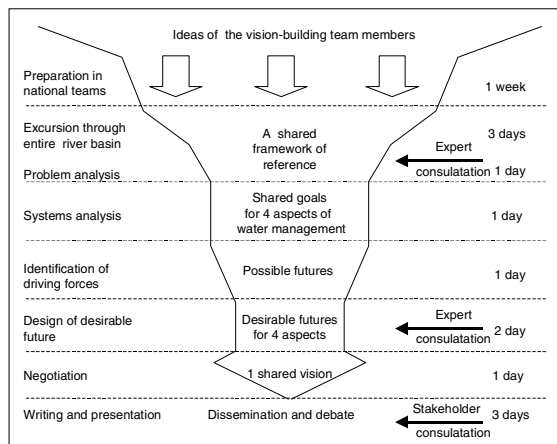 Ideas of the vision-building team members
Preparation in
national teams
1 week
Excursion through
entire river basin
A shared
framework of
reference
3 days
Expert
consulatation
Problem analysis
1 day
Systems analysis
Shared goals
for 4 aspects of
water management
1 day
Identification of
driving forces
Possible futures
1 day
Design of desirable
future
Desirable futures
for 4 aspects
Expert
consulatation
2 day
Negotiation
1 shared vision
1 day
Writing and presentation
Dissemination and debate
Stakeholder
consulatation
3 days